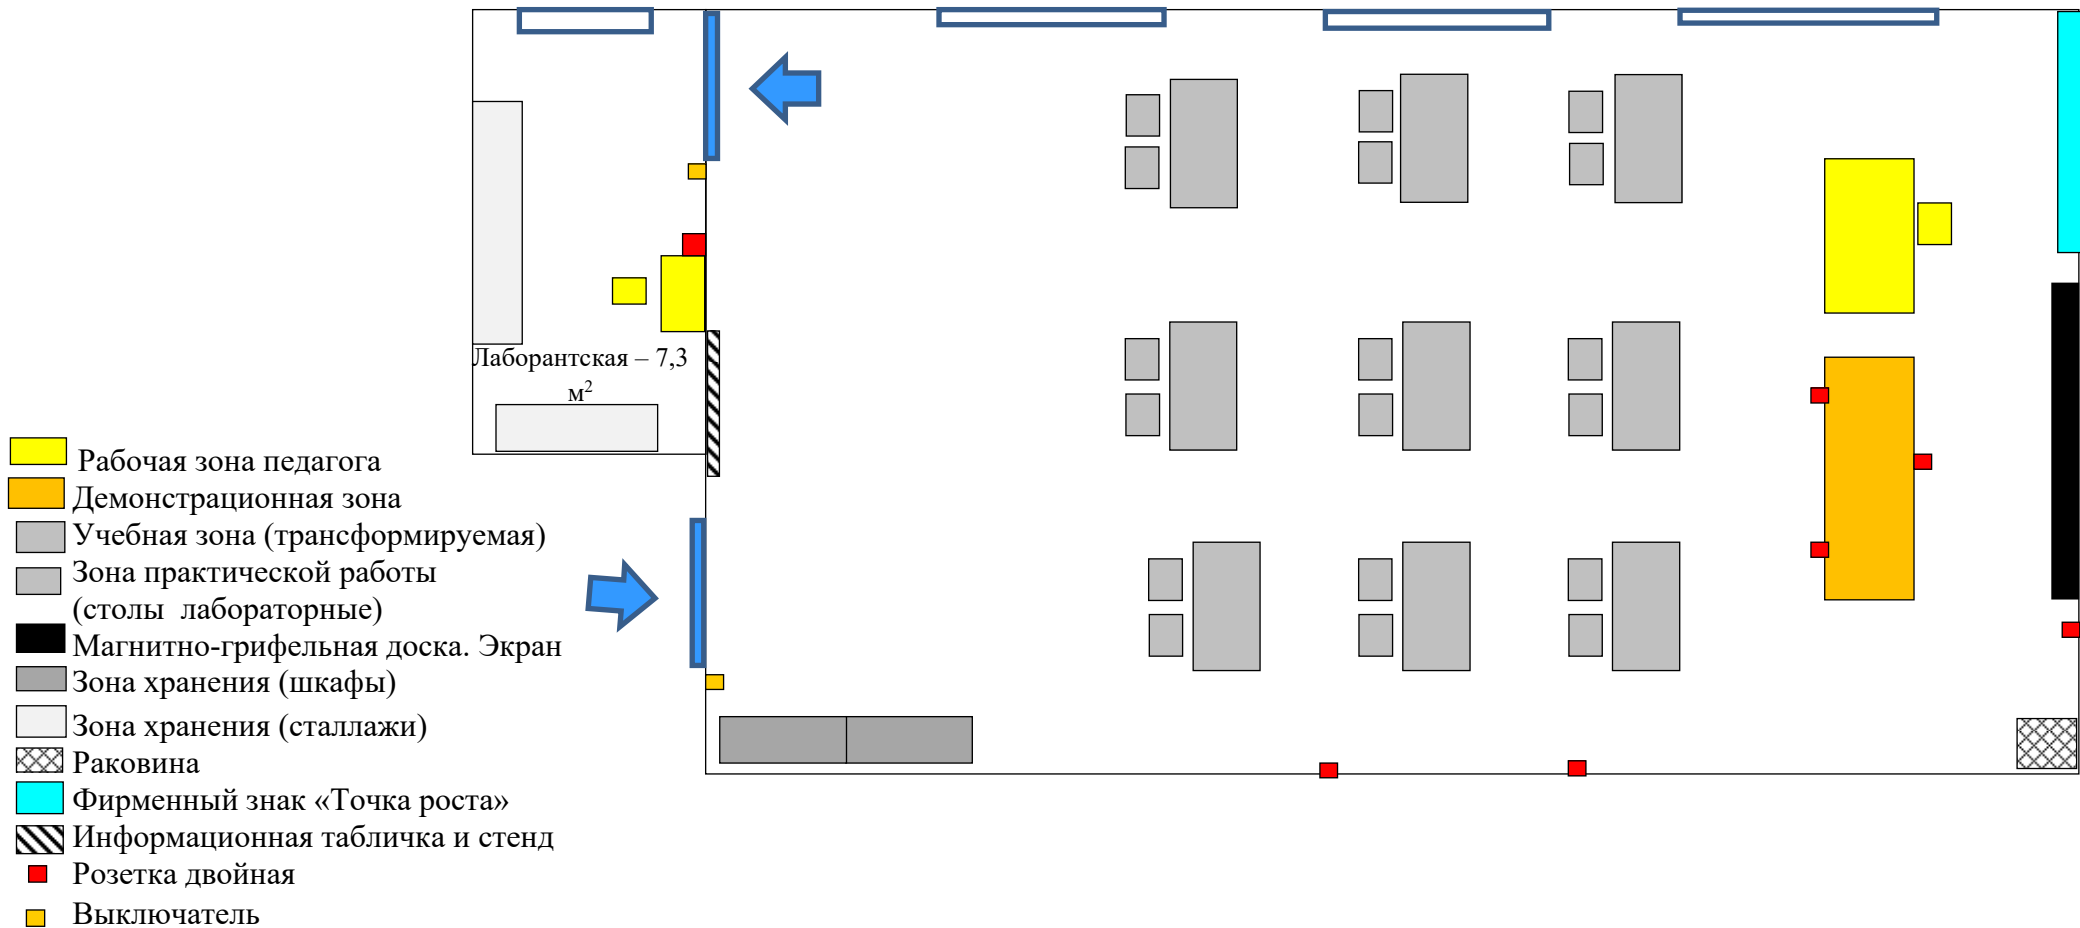 Лаборантская – 7,3
м²
Рабочая зона педагога
Демонстрационная зона
Учебная зона (трансформируемая)
Зона практической работы
(столы лабораторные)
Магнитно-грифельная доска. Экран
Зона хранения (шкафы)
Зона хранения (сталлажи)
Раковина
Фирменный знак «Точка роста»
Информационная табличка и стенд
Розетка двойная
Выключатель